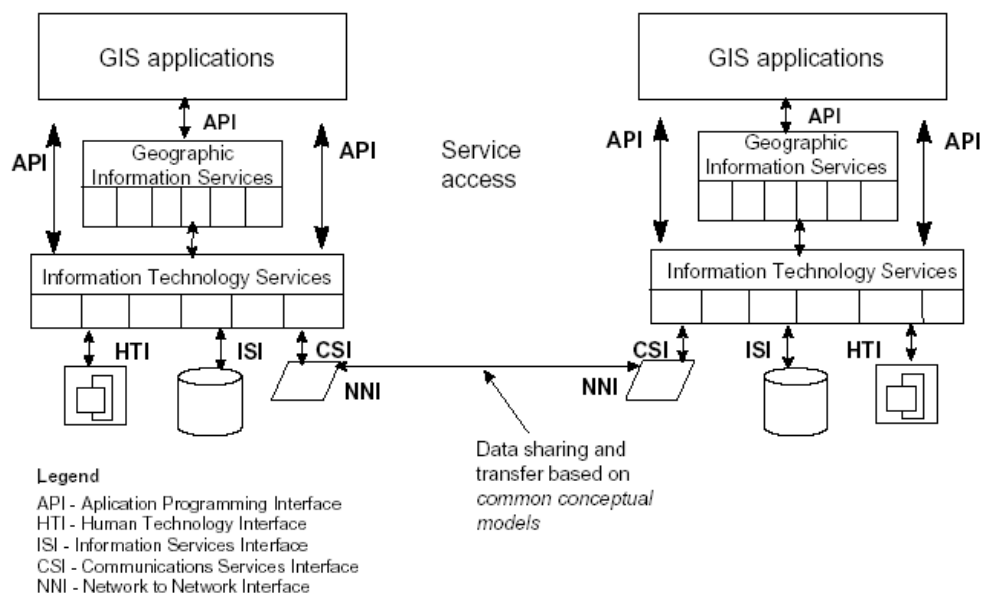 GIS applications
API
API
API
Geographic
Information Services
Information Technology Services
HTI
ISI
CSI
NNI
Service
access
GIS applications
API
API
API
Geographic
Information Services
Information Technology Services
CSI
ISI
HTI
NNI
Data sharing and
transfer based on
common conceptual
models
Legend
API - Aplication Programming Interface
HTI - Human Technology Interface
ISI - Information Services Interface
CSI - Communications Services Interface
NNI - Network to Network Interface